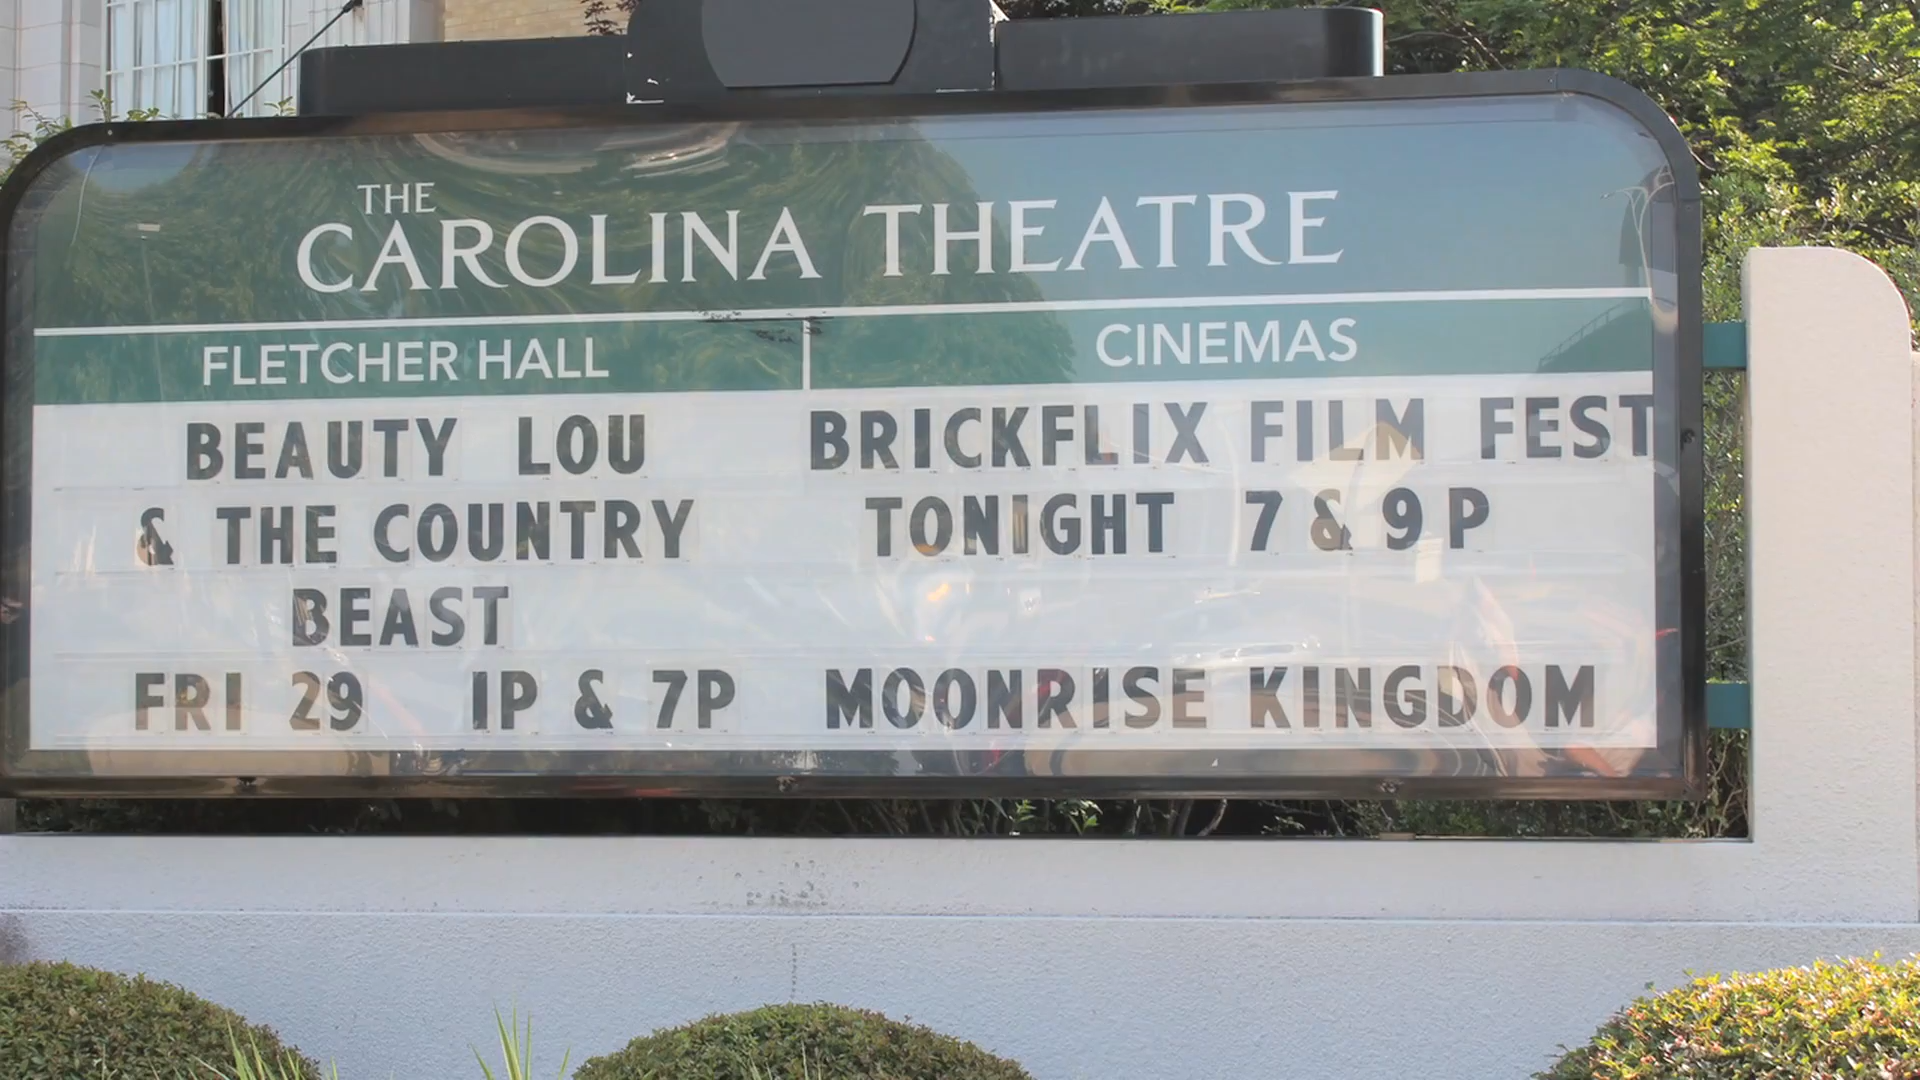 THE
CAROLINA THEATRE
FLETCHER HALL
BEAUTY LOU
& THE COUNTRY
BEAST
FRI 29 1P & 7P
CINEMAS
BRICKFLIX FILM FEST
TONIGHT 7 & 9 P
MOONRISE KINGDOM